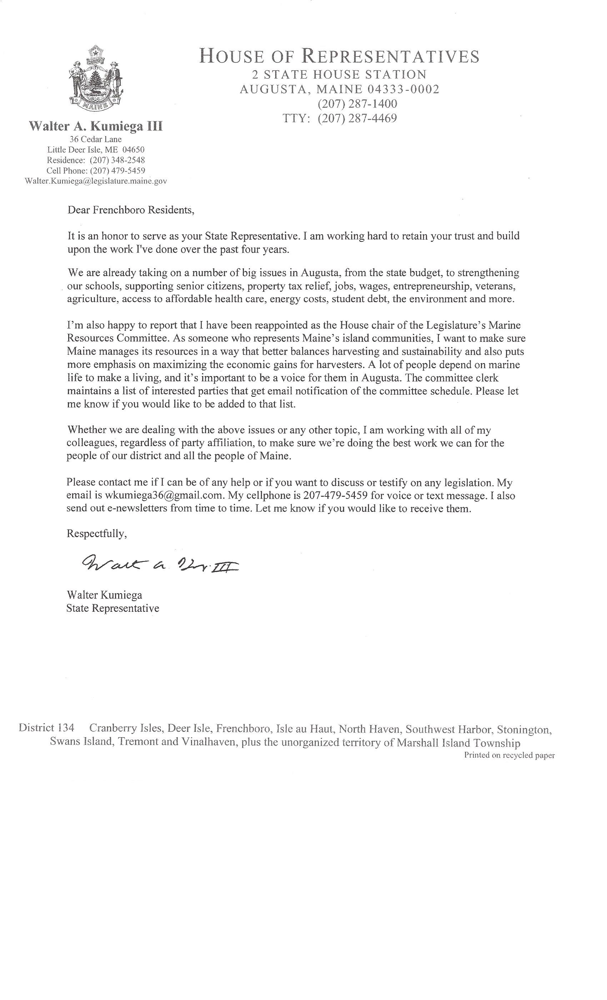 DIRIGO
MAINE
HOUSE OF REPRESENTATIVES
2 STATE HOUSE STATION
AUGUSTA, MAINE 04333-0002
(207) 287-1400
TTY: (207) 287-4469
Walter A. Kumiega III
36 Cedar Lane
Little Deer Isle, ME 04650
Residence: (207) 348-2548
Cell Phone: (207) 479-5459
Walter.Kumiega@legislature.maine.gov
Dear Frenchboro Residents,
It is an honor to serve as your State Representative. I am working hard to retain your trust and build
upon the work I've done over the past four years.
We are already taking on a number of big issues in Augusta, from the state budget, to strengthening
our schools, supporting senior citizens, property tax relief, jobs, wages, entrepreneurship, veterans,
agriculture, access to affordable health care, energy costs, student debt, the environment and more.
I'm also happy to report that I have been reappointed as the House chair of the Legislature's Marine
Resources Committee. As someone who represents Maine's island communities, I want to make sure
Maine manages its resources in a way that better balances harvesting and sustainability and also puts
more emphasis on maximizing the economic gains for harvesters. A lot of people depend on marine
life to make a living, and it's important to be a voice for them in Augusta. The committee clerk
maintains a list of interested parties that get email notification of the committee schedule. Please let
me know if you would like to be added to that list.
Whether we are dealing with the above issues or any other topic, I am working with all of my
colleagues, regardless of party affiliation, to make sure we're doing the best work we can for the
people of our district and all the people of Maine.
Please contact me if I can be of any help or if you want to discuss or testify on any legislation. My
email is wkumiega36@gmail.com. My cellphone is 207-479-5459 for voice or text message. I also
send out e-newsletters from time to time. Let me know if you would like to receive them.
Respectfully,
Walter Kumiega
State Representative
District 134 Cranberry Isles, Deer Isle, Frenchboro, Isle au Haut, North Haven, Southwest Harbor, Stonington,
Swans Island, Tremont and Vinalhaven, plus the unorganized territory of Marshall Island Township
Printed on recycled paper